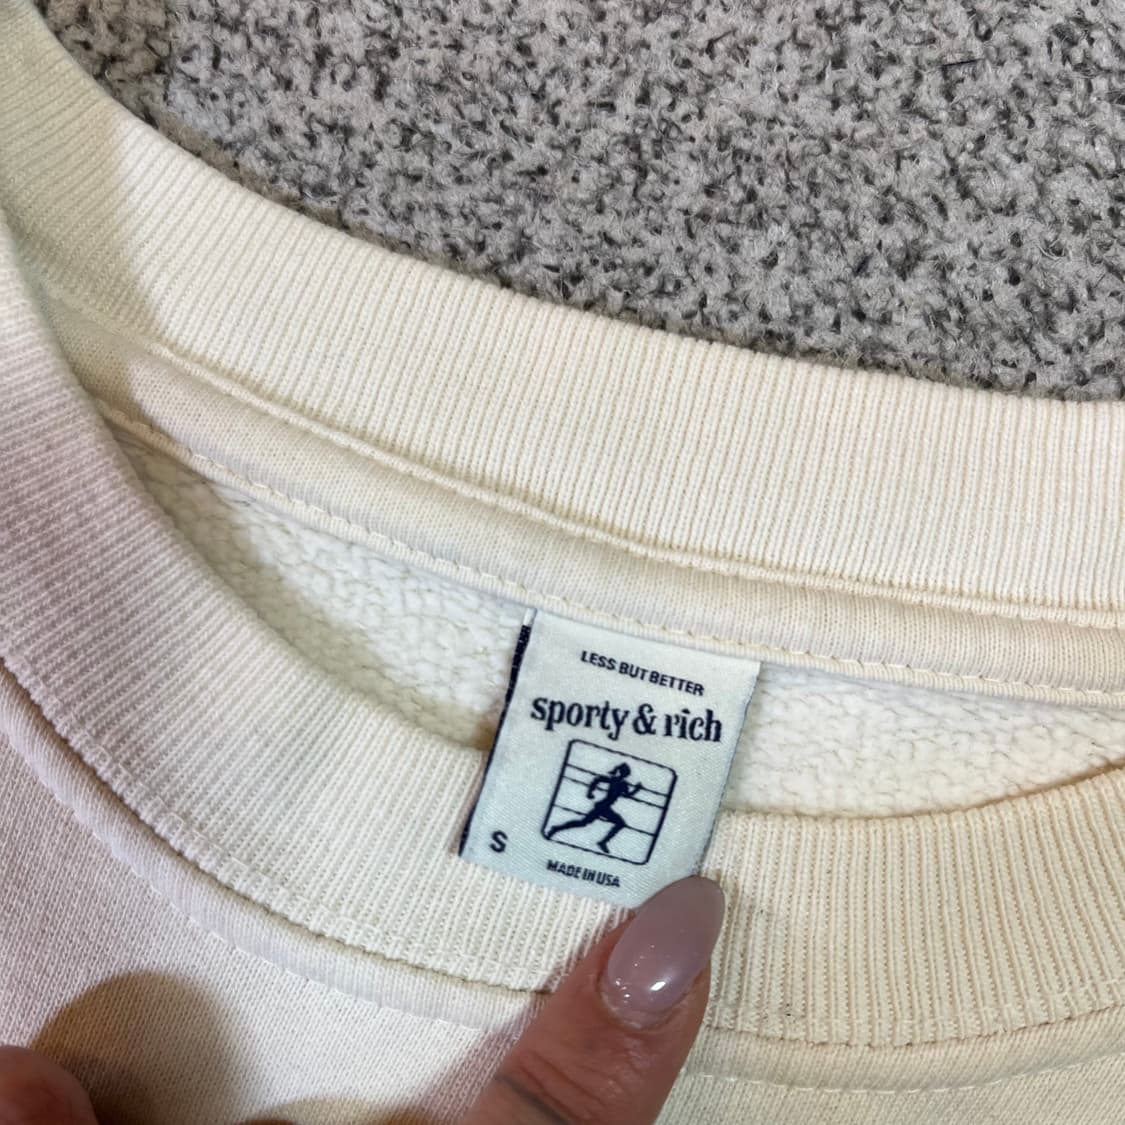 LESS BUT BETTER
sporty & rich
S
MADE IN USA